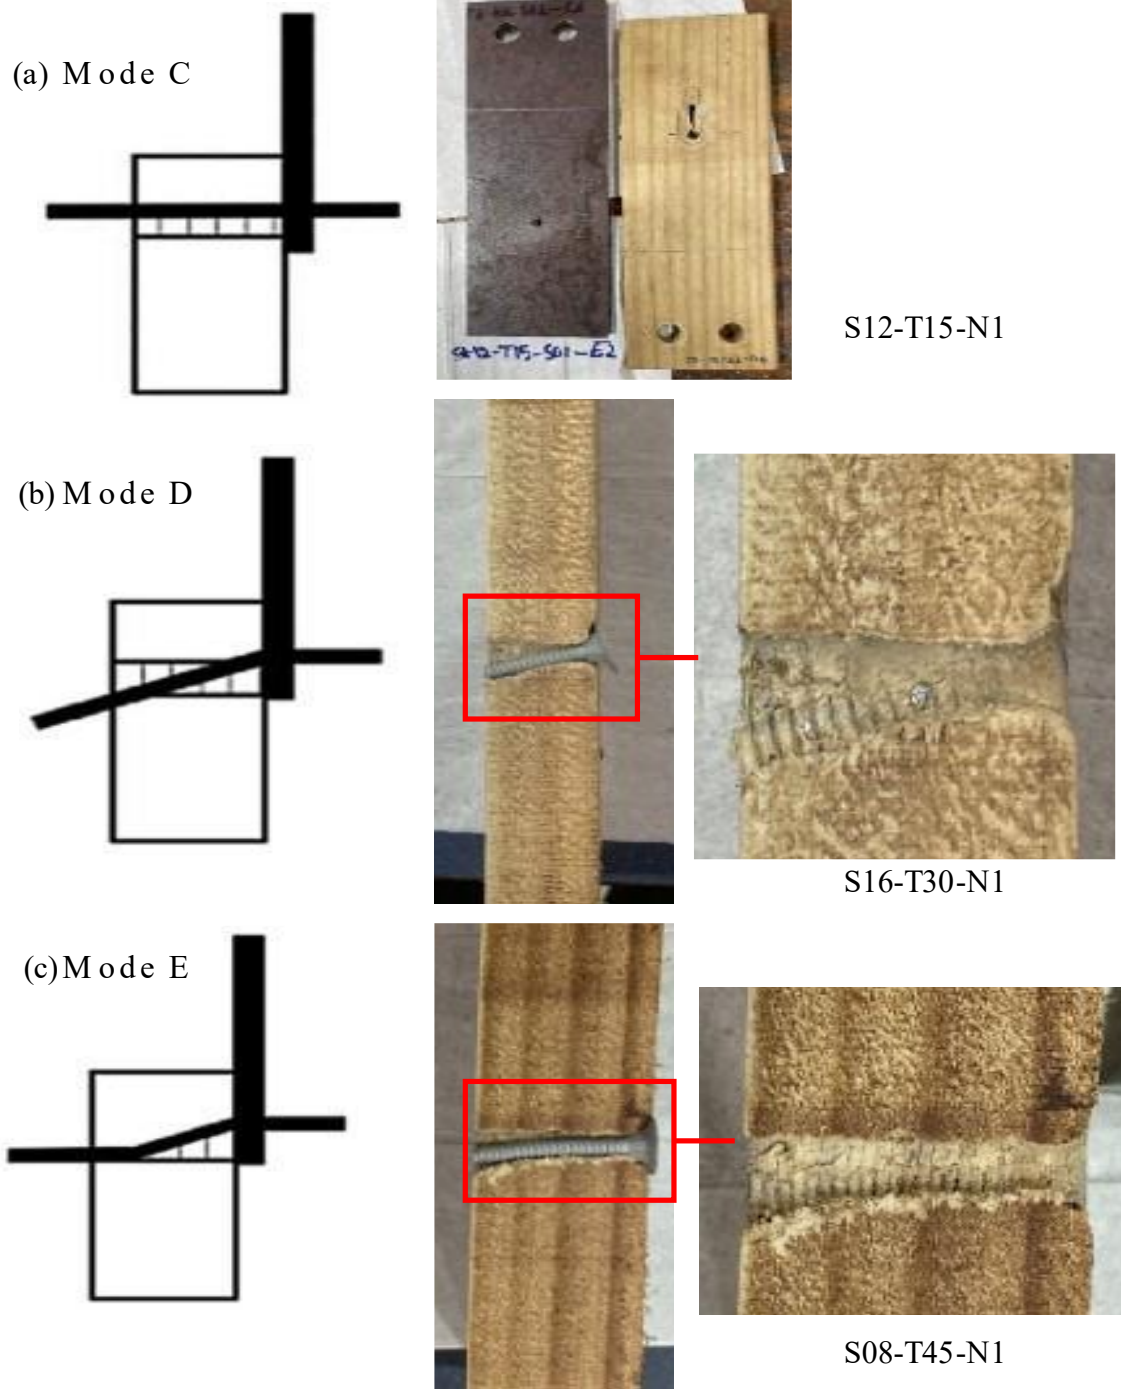 (a) Mode C
S12-T15-N1
(b) Mode D
S16-T30-N1
(c) Mode E
S08-T45-N1